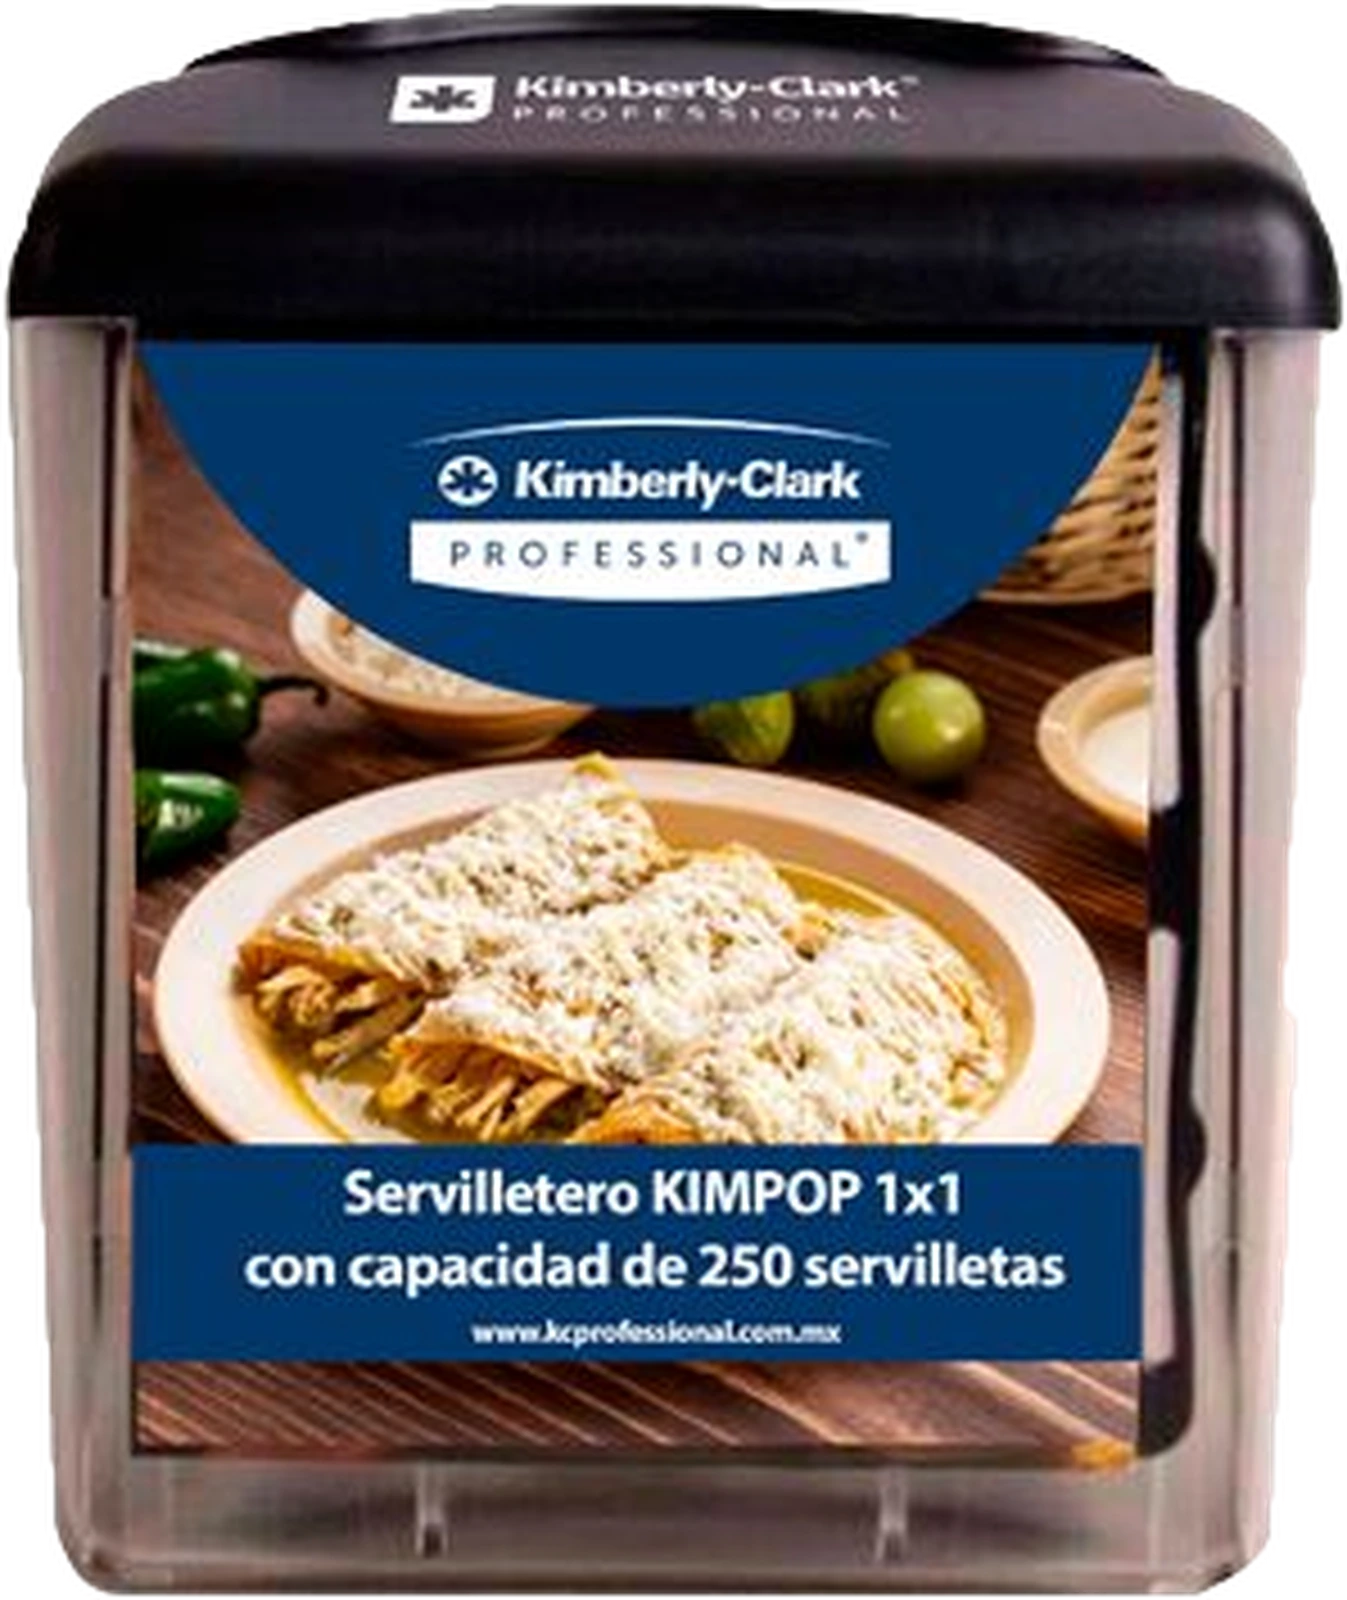 Kimberly-Clark®
PROFESSIONAL
Kimberly-Clark
PROFESSIONAL®
Servilletero KIMPOP 1x1
con capacidad de 250 servilletas
www.kcprofessional.com.mx